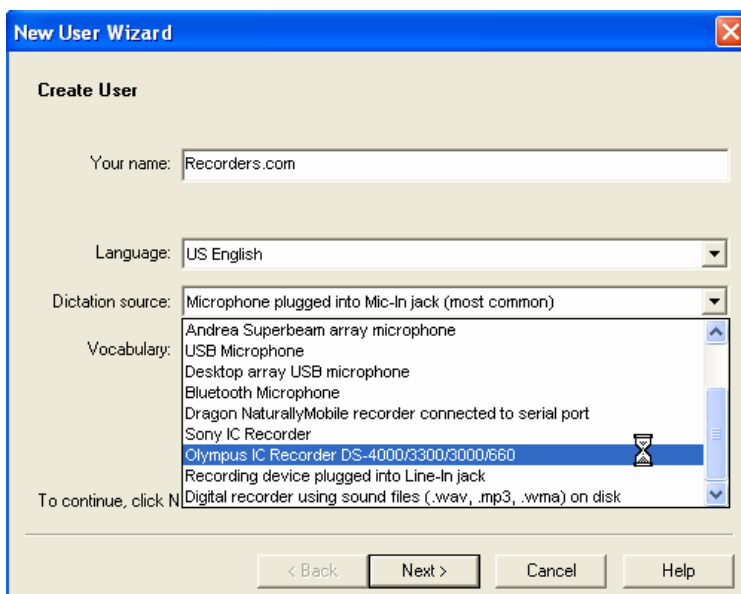 New User Wizard
Create User
Your name: Recorders.com
Language: US English
Dictation source: Microphone plugged into Mic-In jack (most common)
Andrea Superbeam array microphone
Vocabulary: USB Microphone
Desktop array USB microphone
Bluetooth Microphone
Dragon NaturallyMobile recorder connected to serial port
Sony IC Recorder
Olympus IC Recorder DS-4000/3300/3000/660
Recording device plugged into Line-In jack
To continue, click N Digital recorder using sound files (.wav, .mp3, .wma) on disk
< Back Next > Cancel Help